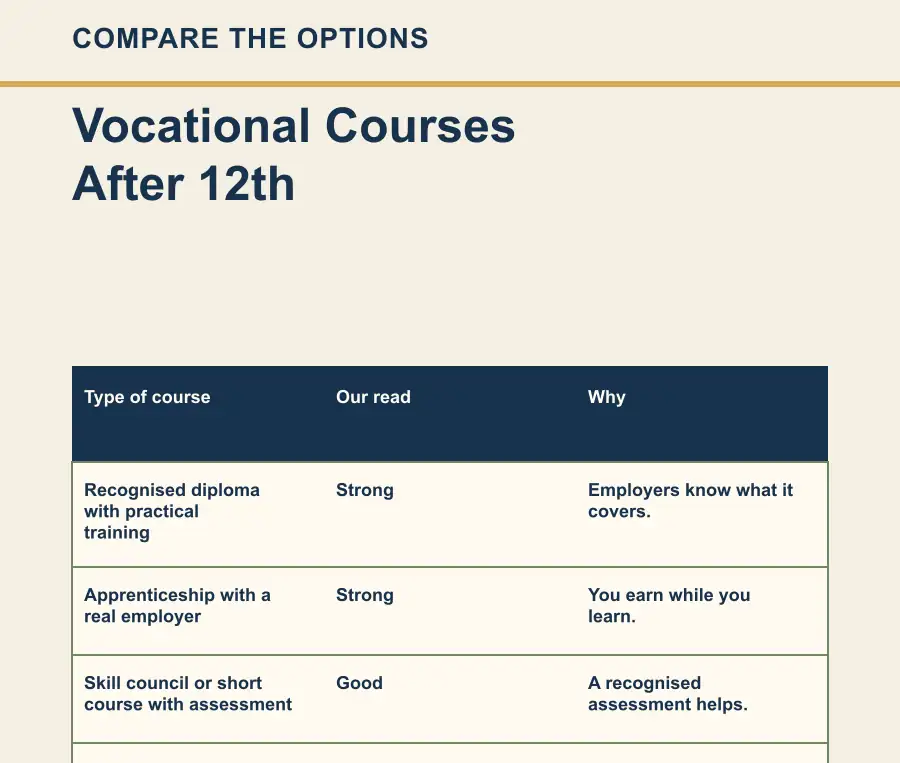 COMPARE THE OPTIONS
Vocational Courses
After 12th
Type of course
Our read
Why
Recognised diploma
with practical
training
Strong
Employers know what it
covers.
Apprenticeship with a
real employer
Strong
You earn while you
learn.
Skill council or short
course with assessment
Good
A recognised
assessment helps.